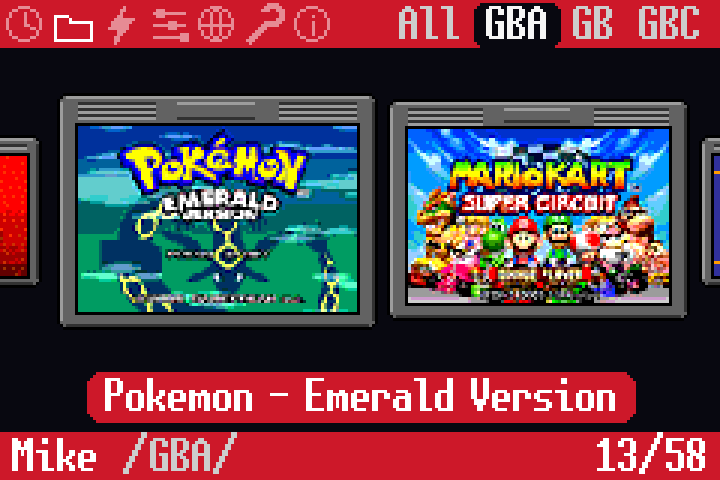 All GBA GB GBC
POKéMON
EMERALD
VERSION
MARIOKART
SUPER CIRCUIT
Pokemon - Emerald Version
Mike /GBA/ 13/58